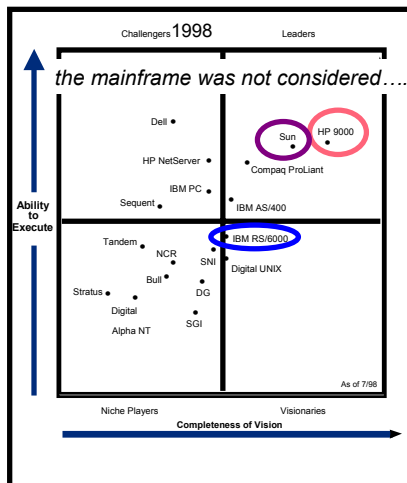 Challengers 1998 Leaders
the mainframe was not considered….
Dell
Sun
HP 9000
HP NetServer
Compaq ProLiant
IBM PC
Sequent
IBM AS/400
Ability
to
Execute
Tandem
IBM RS/6000
NCR
SNI
Digital UNIX
Bull
Stratus
DG
Digital
Alpha NT
SGI
As of 7/98
Niche Players
Visionaries
Completeness of Vision